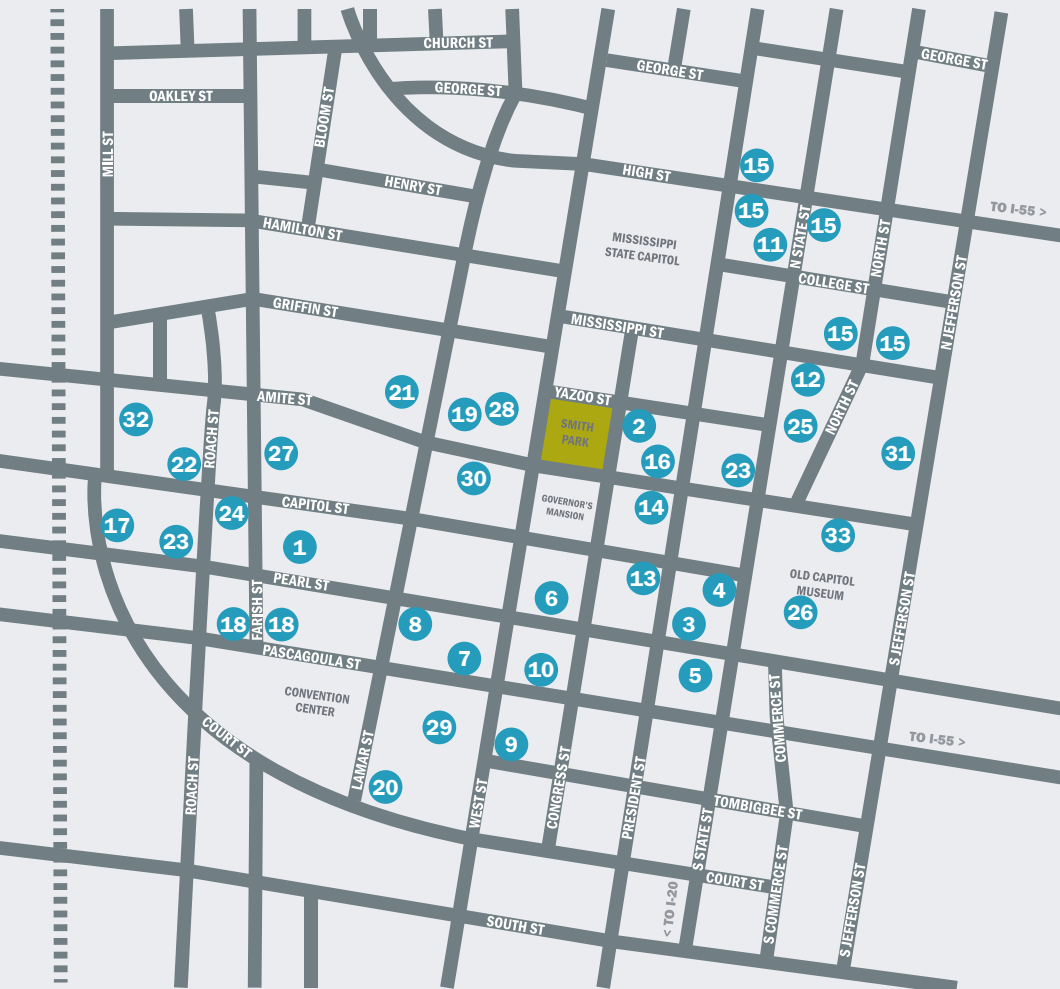 CHURCH ST
GEORGE ST
GEORGE ST
GEORGE ST
OAKLEY ST
BLOOM ST
MILL ST
HIGH ST
15
HENRY ST
TO I-55 >
15
15
11
N STATE ST
NORTH ST
HAMILTON ST
MISSISSIPPI
STATE CAPITOL
COLLEGE ST
N JEFFERSON ST
GRIFFIN ST
MISSISSIPPI ST
15
15
12
AMITE ST
21
YAZOO ST
NORTH ST
32
19
28
SMITH
PARK
2
25
ROACH ST
27
22
16
23
31
30
24
CAPITOL ST
GOVERNOR'S
MANSION
14
17
23
1
33
PEARL ST
13
OLD CAPITOL
MUSEUM
26
4
6
FARISH ST
18
18
8
3
S JEFFERSON ST
PASCAGOULA ST
7
10
5
CONVENTION
CENTER
COMMERCE ST
COURT ST
29
9
TO I-55 >
LAMAR ST
20
ROACH ST
WEST ST
CONGRESS ST
PRESIDENT ST
TOMBIGBEE ST
S STATE ST
COURT ST
S COMMERCE ST
S JEFFERSON ST
< TO I-20
SOUTH ST